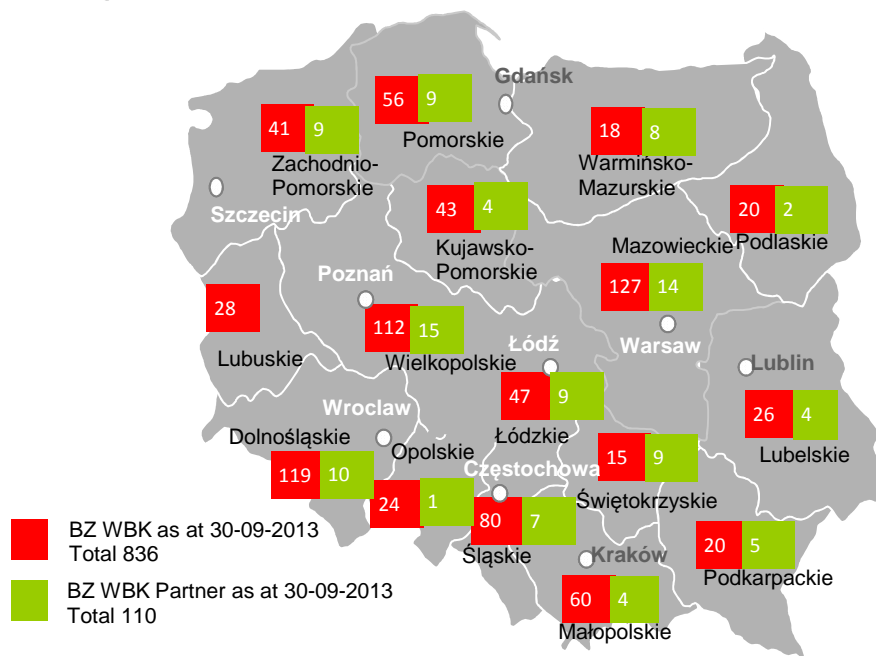 Gdańsk
56 9
Pomorskie
41 9
Zachodnio-
Pomorskie
18 8
Warmińsko-
Mazurskie
Szczecin
43 4
Kujawsko-
Pomorskie
20 2
Podlaskie
Mazowieckie
127 14
Poznań
28
Lubuskie
112 15
Wielkopolskie
Łódź
Warsaw
Lublin
47 9
Łódzkie
26 4
Lubelskie
Wroclaw
Dolnośląskie
119 10
Opolskie
24 1
Częstochowa
80 7
Śląskie
15 9
Świętokrzyskie
20 5
Podkarpackie
Kraków
60 4
Małopolskie
BZ WBK as at 30-09-2013
Total 836
BZ WBK Partner as at 30-09-2013
Total 110